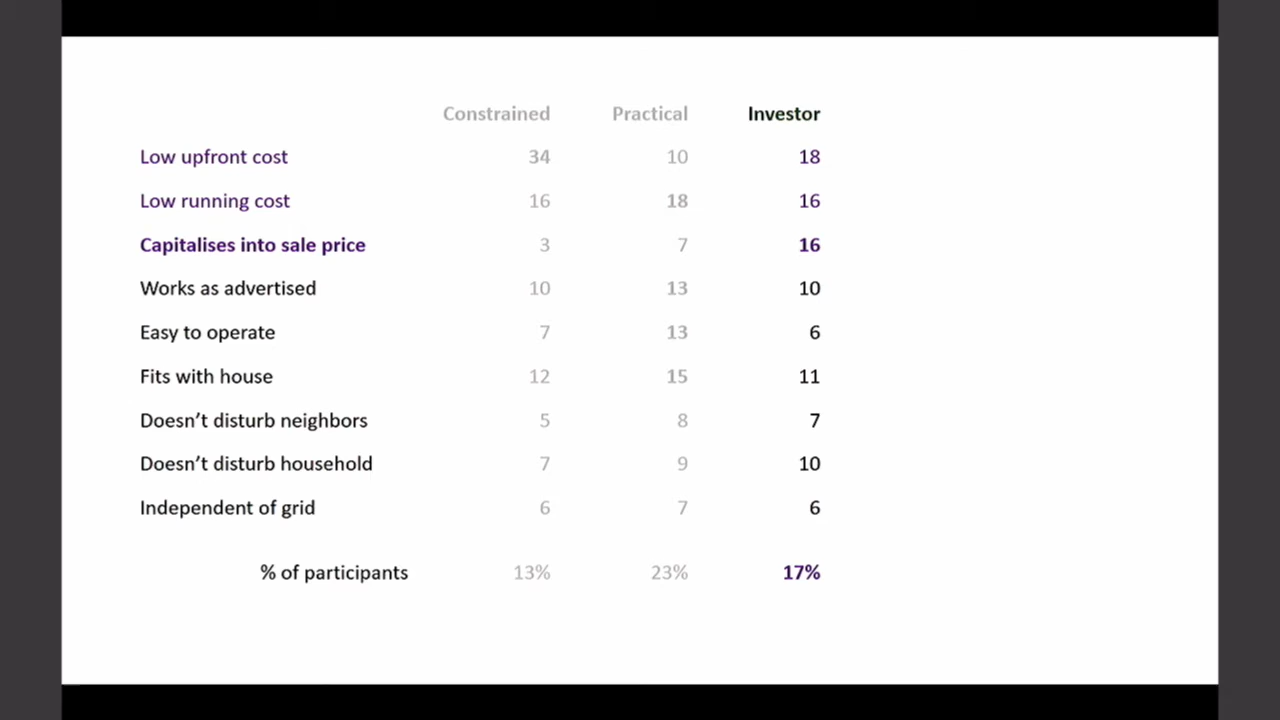 Constrained Practical Investor
Low upfront cost 34 10 18
Low running cost 16 18 16
Capitalises into sale price 3 7 16
Works as advertised 10 13 10
Easy to operate 7 13 6
Fits with house 12 15 11
Doesn't disturb neighbors 5 8 7
Doesn't disturb household 7 9 10
Independent of grid 6 7 6
% of participants 13% 23% 17%